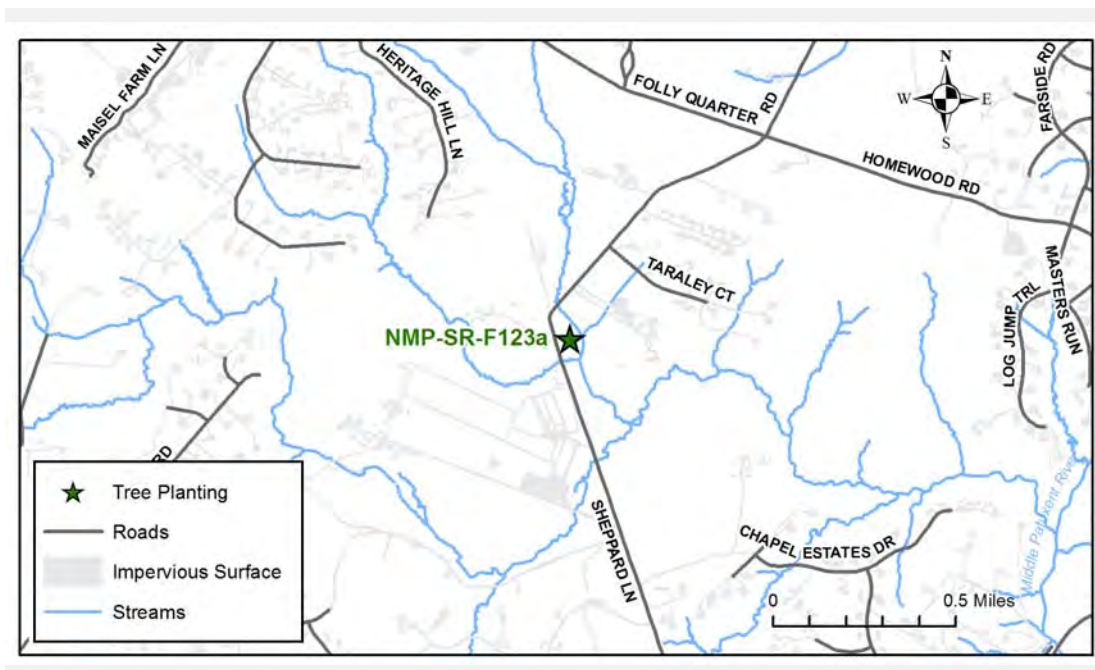 MAISEL FARM LN
HERITAGE HILL LN
FOLLY QUARTER RD
HOMEWOOD RD
FARSIDE RD
N
W E
S
MASTERS RUN
LOG JUMP TRL
TARALEY CT
NMP-SR-F123a
SHEPPARD LN
CHAPEL ESTATES DR
Middle Patuxent River
RD
Tree Planting
Roads
Impervious Surface
Streams
0 0.5 Miles